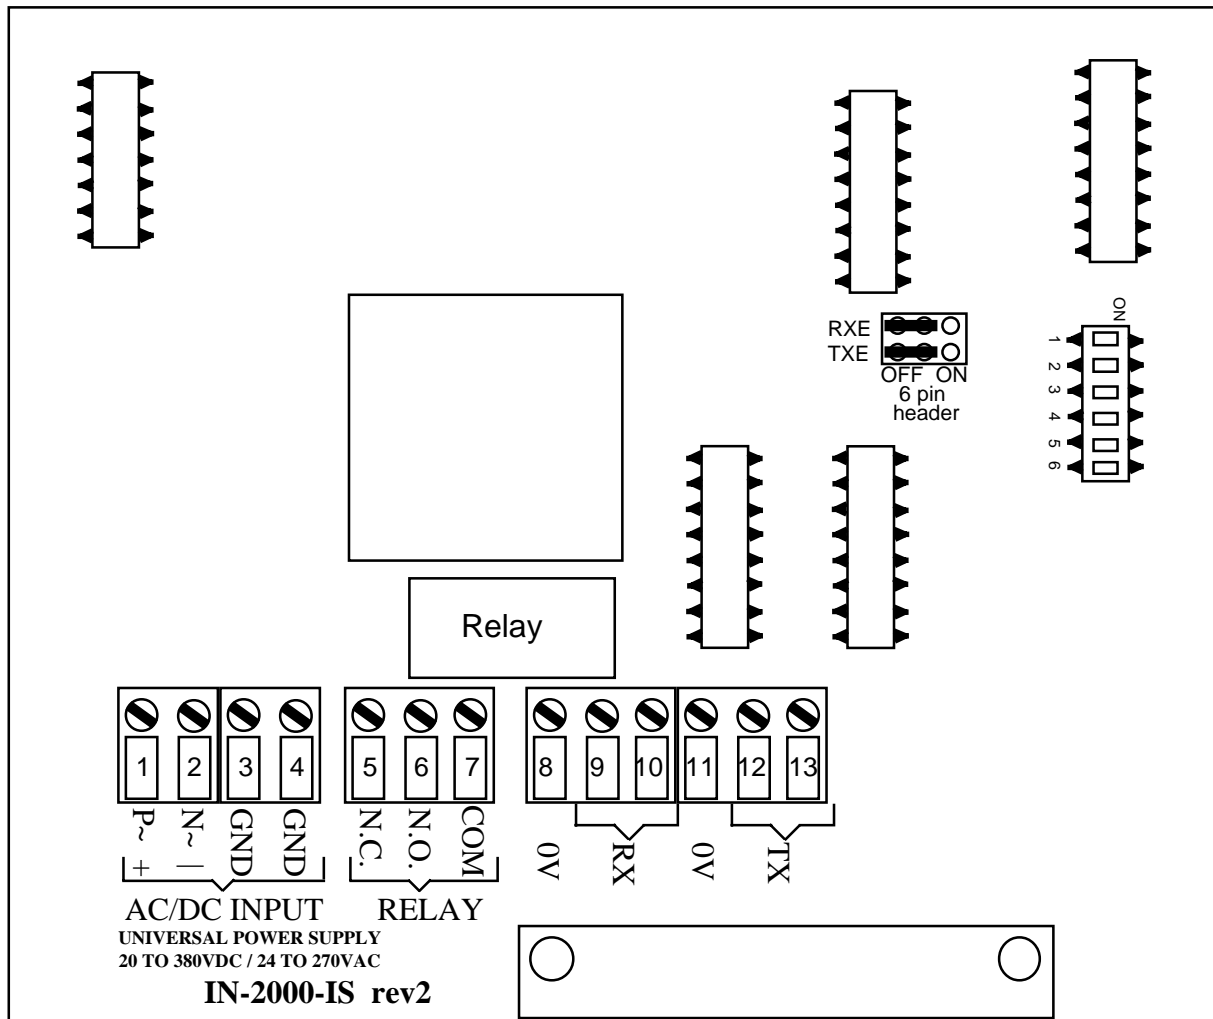 ON
RXE
TXE
OFF ON
6 pin
header
1
2
3
4
5
6
Relay
1 2 3 4 5 6 7 8 9 10 11 12 13
P~ N~ GND GND N.C. N.O. COM 0V RX 0V TX
+ |
AC/DC INPUT RELAY
UNIVERSAL POWER SUPPLY
20 TO 380VDC / 24 TO 270VAC
IN-2000-IS rev2